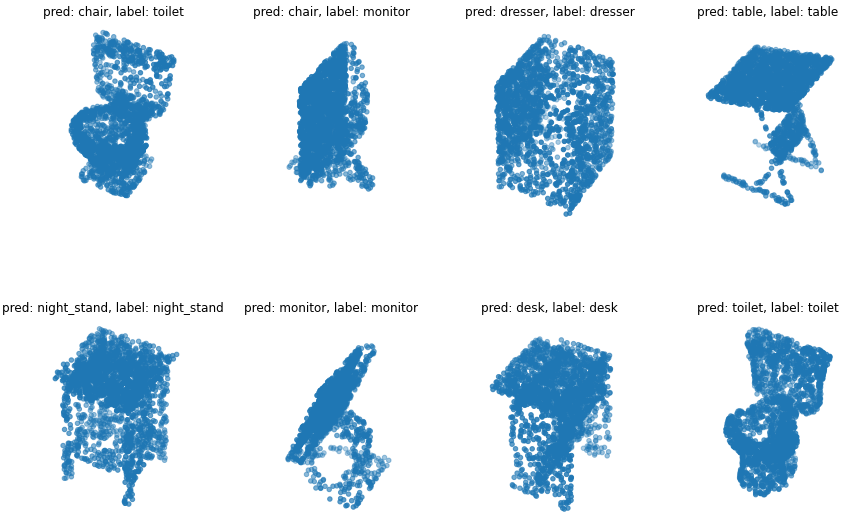 pred: chair, label: toilet
pred: chair, label: monitor
pred: dresser, label: dresser
pred: table, label: table
pred: night_stand, label: night_stand
pred: monitor, label: monitor
pred: desk, label: desk
pred: toilet, label: toilet